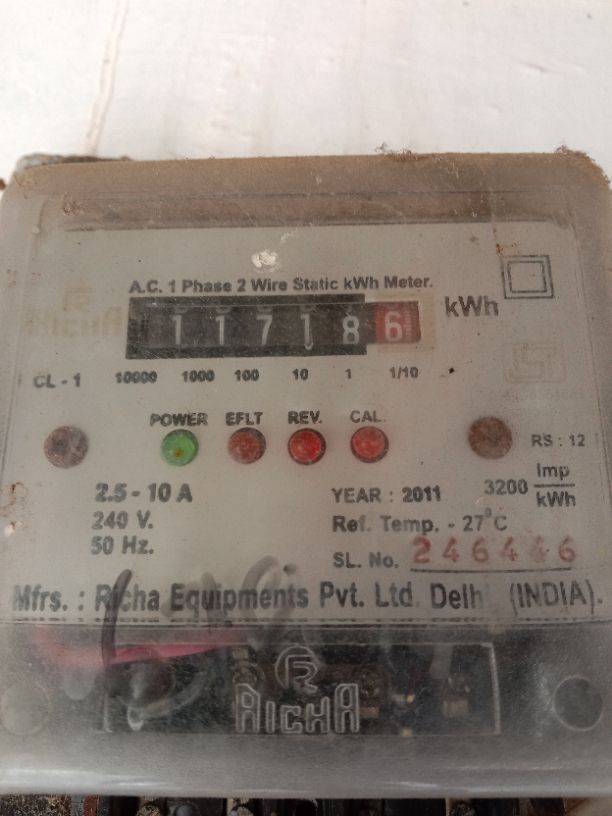 A.C. 1 Phase 2 Wire Static kWh Meter.
117186 kWh
CL - 1 10000 1000 100 10 1 1/10
POWER EFLT REV. CAL.
RS : 12
2.5 - 10 A
240 V.
50 Hz.
YEAR : 2011
3200 Imp/kWh
Ref. Temp. - 27°C
SL. No. 246446
Mfrs. : Richa Equipments Pvt. Ltd. Delhi (INDIA).
R
RICHA